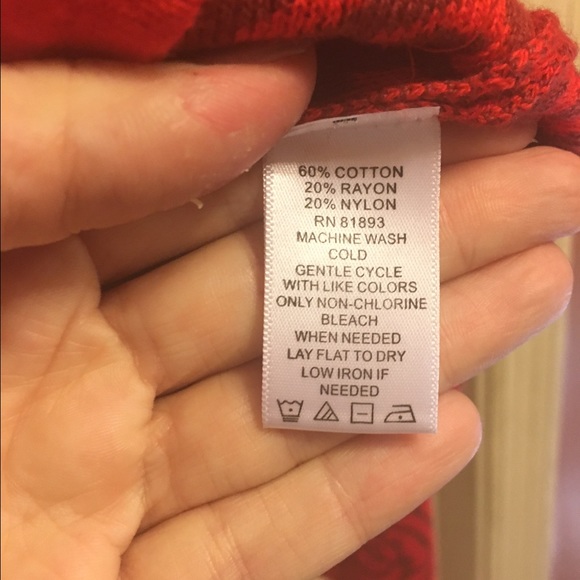 60% COTTON
20% RAYON
20% NYLON
RN 81893
MACHINE WASH
COLD
GENTLE CYCLE
WITH LIKE COLORS
ONLY NON-CHLORINE
BLEACH
WHEN NEEDED
LAY FLAT TO DRY
LOW IRON IF
NEEDED